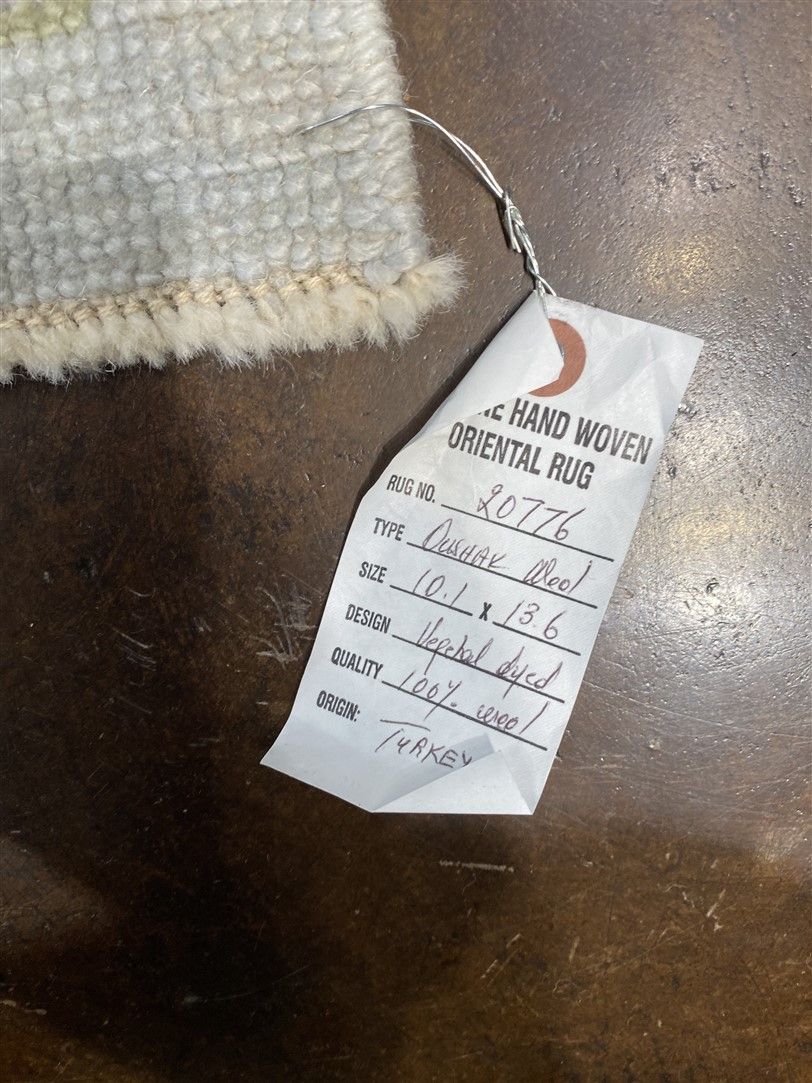 HAND WOVEN
ORIENTAL RUG
RUG NO. 20776
TYPE Oushak Wool
SIZE 10.1 X 13.6
DESIGN Vegetal dyed
QUALITY 100% wool
ORIGIN: TURKEY